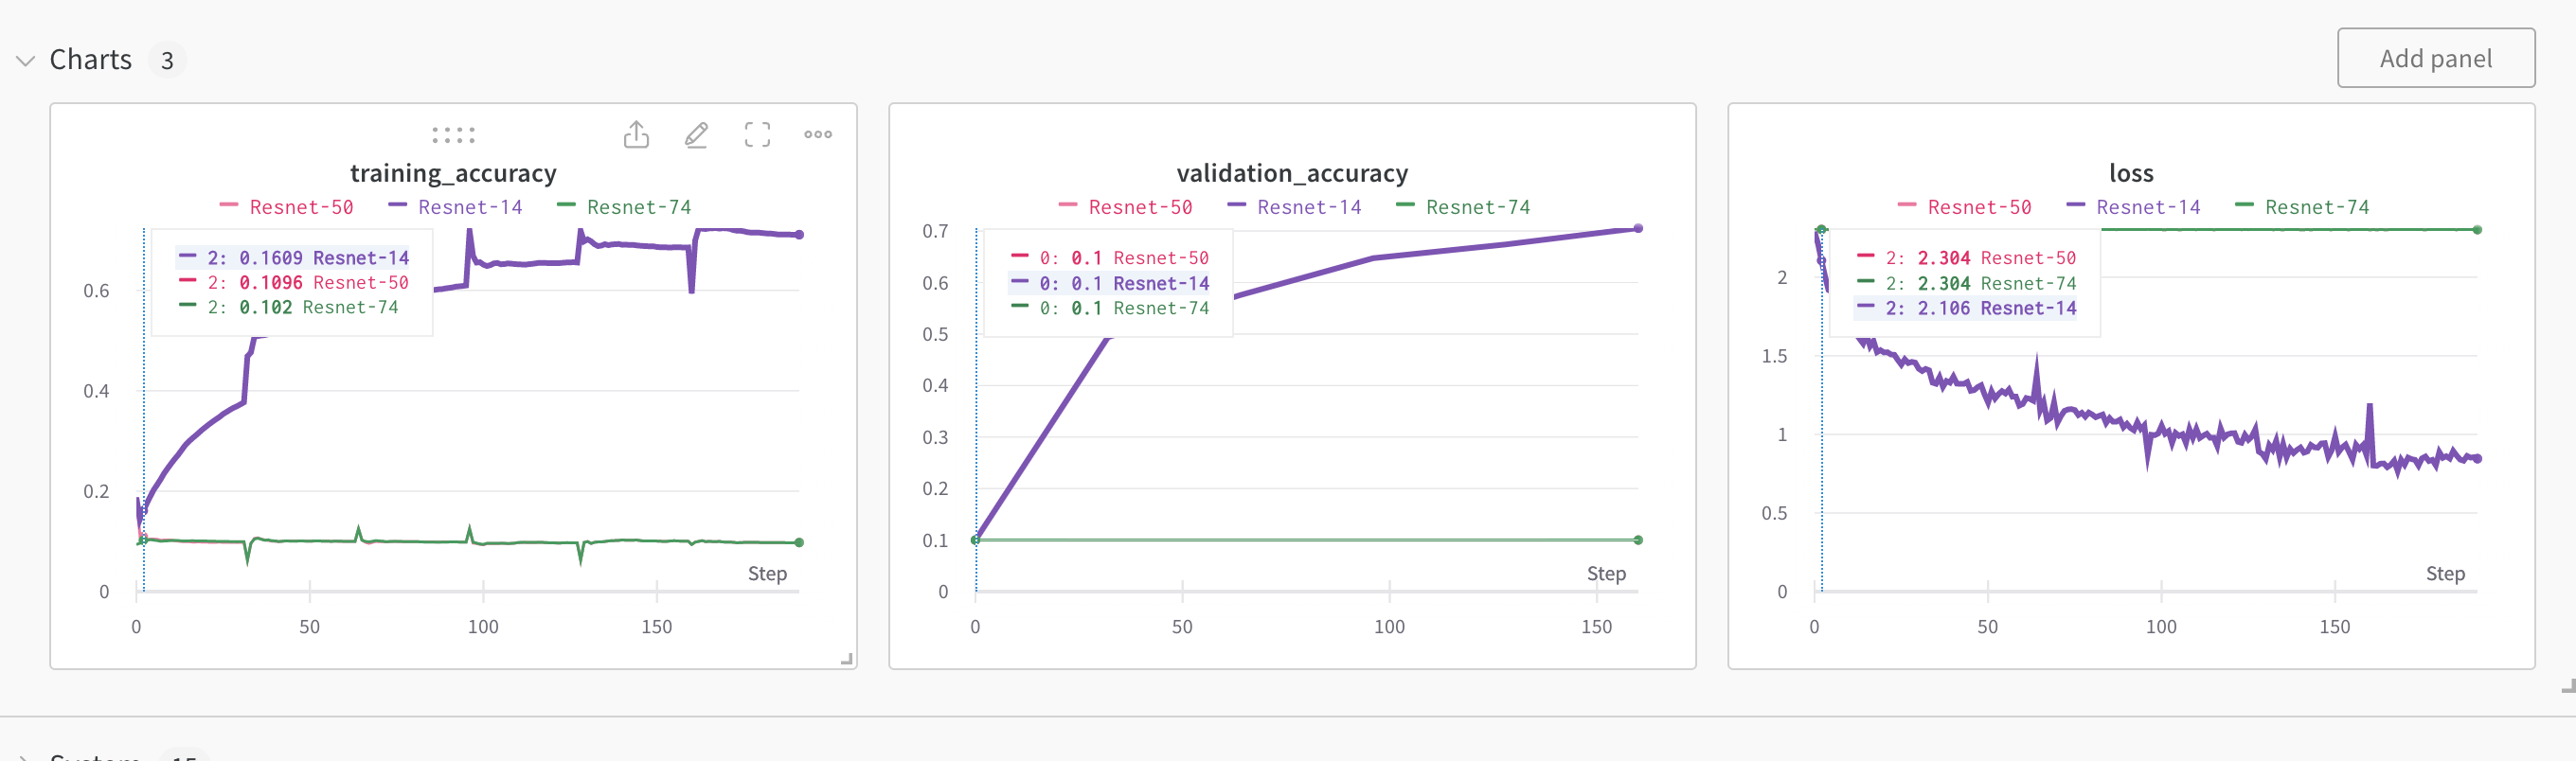 Charts 3
Add panel
training_accuracy
Resnet-50 Resnet-14 Resnet-74
2: 0.1609 Resnet-14
2: 0.1096 Resnet-50
2: 0.102 Resnet-74
0.6
0.4
0.2
0
Step
0 50 100 150
validation_accuracy
Resnet-50 Resnet-14 Resnet-74
0: 0.1 Resnet-50
0: 0.1 Resnet-14
0: 0.1 Resnet-74
0.7
0.6
0.5
0.4
0.3
0.2
0.1
0
Step
0 50 100 150
loss
Resnet-50 Resnet-14 Resnet-74
2: 2.304 Resnet-50
2: 2.304 Resnet-74
2: 2.106 Resnet-14
2
1.5
1
0.5
0
Step
0 50 100 150
System 15